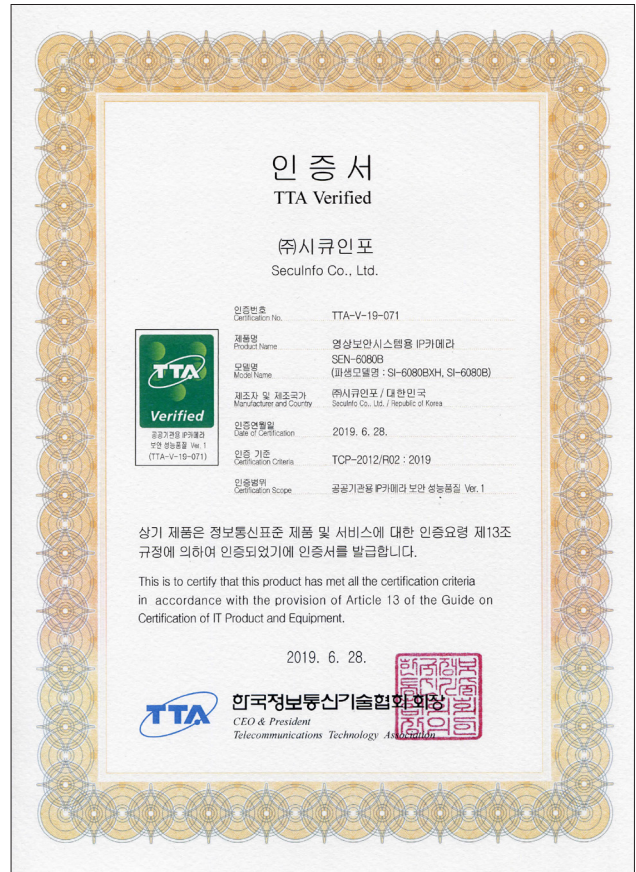 인증서
TTA Verified
㈜시큐인포
SecuInfo Co., Ltd.
인증번호
Certification No.
TTA-V-19-071
제품명
Product Name
영상보안시스템용 IP카메라
모델명
Model Name
SEN-6080B
(파생모델명 : SI-6080BXH, SI-6080B)
제조자 및 제조국가
Manufacturer and Country
㈜시큐인포 / 대한민국
SecuInfo Co., Ltd. / Republic of Korea
인증연월일
Date of Certification
2019. 6. 28.
인증 기준
Certification Criteria
TCP-2012/R02 : 2019
인증범위
Certification Scope
공공기관용 IP카메라 보안 성능품질 Ver. 1
TTA
Verified
공공기관용 IP카메라
보안 성능품질 Ver. 1
(TTA-V-19-071)
상기 제품은 정보통신표준 제품 및 서비스에 대한 인증요령 제13조
규정에 의하여 인증되었기에 인증서를 발급합니다.
This is to certify that this product has met all the certification criteria
in accordance with the provision of Article 13 of the Guide on
Certification of IT Product and Equipment.
2019. 6. 28.
TTA
한국정보통신기술협회 회장
CEO & President
Telecommunications Technology Association